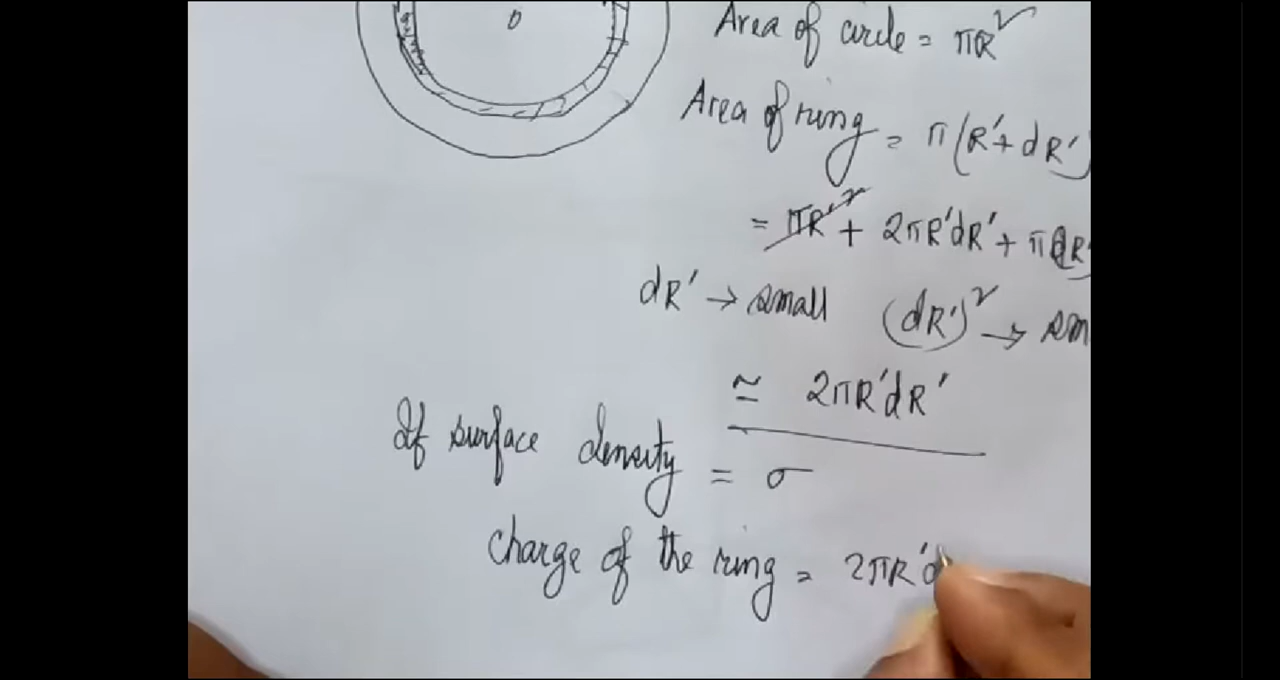 O
Area of circle = πR²
Area of ring = π(R'+dR')
= πR'² + 2πR'dR' + π(dR'
dR' → small (dR')² → sm
≃ 2πR'dR'
If surface density = σ
Charge of the ring = 2πR'd